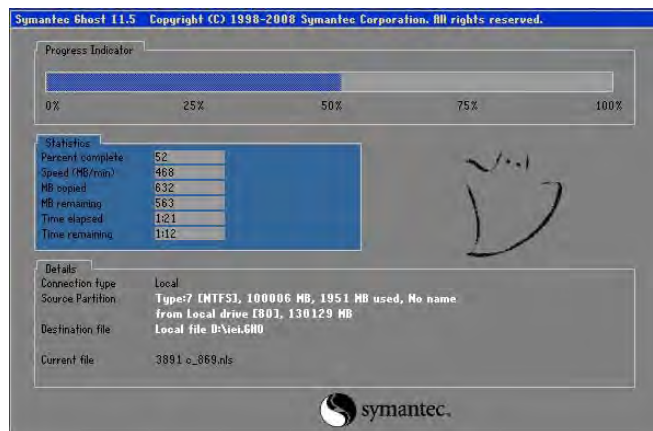 Symantec Ghost 11.5 Copyright (C) 1998-2008 Symantec Corporation. All rights reserved.
Progress Indicator
0% 25% 50% 75% 100%
Statistics
Percent complete 52
Speed (MB/min) 468
MB copied 632
MB remaining 563
Time elapsed 1:21
Time remaining 1:12
Details
Connection type Local
Source Partition Type:7 [NTFS], 100006 MB, 1951 MB used, No name
from Local drive [80], 130129 MB
Destination file Local file D:\iei.GHO
Current file 3891 c_869.nls
symantec.